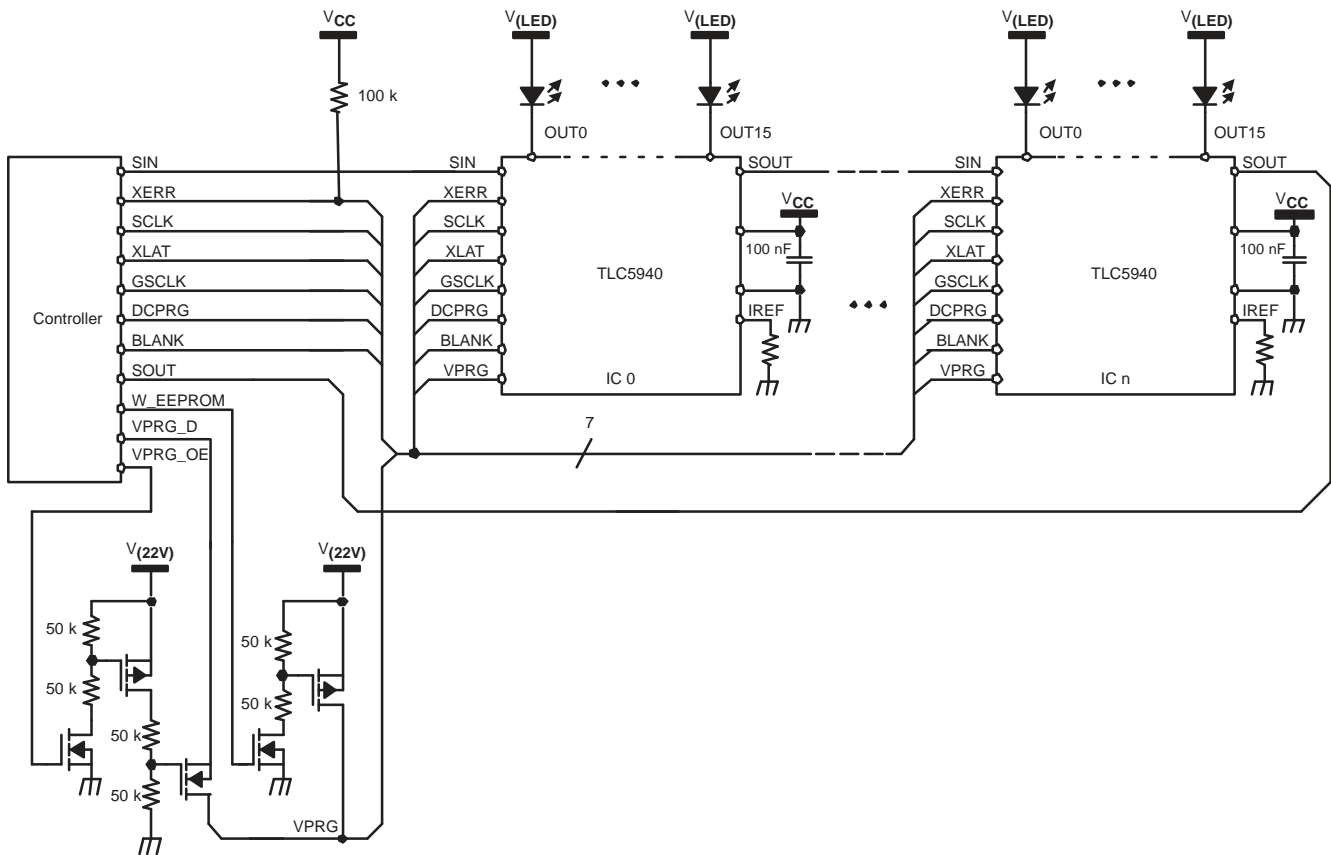 VCC
V(LED)
V(LED)
V(LED)
V(LED)
100 k
OUT0
OUT15
OUT0
OUT15
SIN
SIN
SOUT
SIN
SOUT
XERR
XERR
VCC
XERR
VCC
SCLK
SCLK
SCLK
100 nF
100 nF
XLAT
XLAT
TLC5940
XLAT
TLC5940
GSCLK
GSCLK
GSCLK
Controller
DCPRG
DCPRG
IREF
DCPRG
IREF
BLANK
BLANK
BLANK
SOUT
VPRG
IC 0
VPRG
IC n
W_EEPROM
VPRG_D
7
VPRG_OE
V(22V)
V(22V)
50 k
50 k
50 k
50 k
50 k
50 k
VPRG